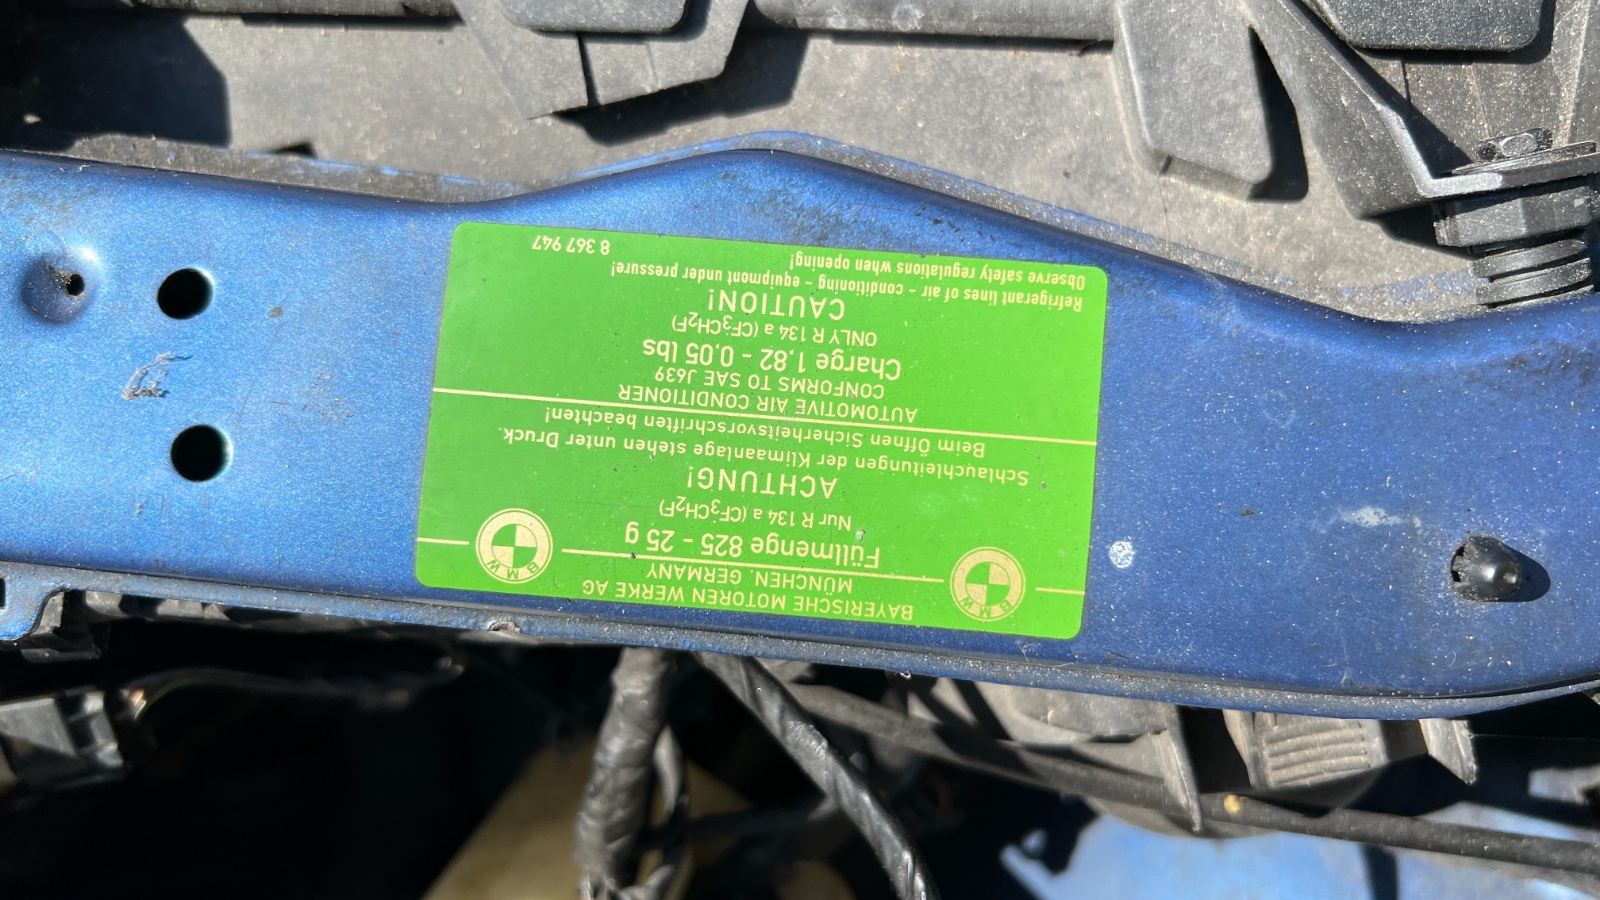 BAYERISCHE MOTOREN WERKE AG
MÜNCHEN, GERMANY
BMW
BMW
Füllmenge 825 - 25 g
Nur R 134 a (CF3CH2F)
ACHTUNG!
Schlauchleitungen der Klimaanlage stehen unter Druck.
Beim Öffnen Sicherheitsvorschriften beachten!
AUTOMOTIVE AIR CONDITIONER
CONFORMS TO SAE J639
Charge 1,82 - 0,05 lbs
ONLY R 134 a (CF3CH2F)
CAUTION!
Refrigerant lines of air - conditioning - equipment under pressure!
Observe safety regulations when opening!
8 367 947